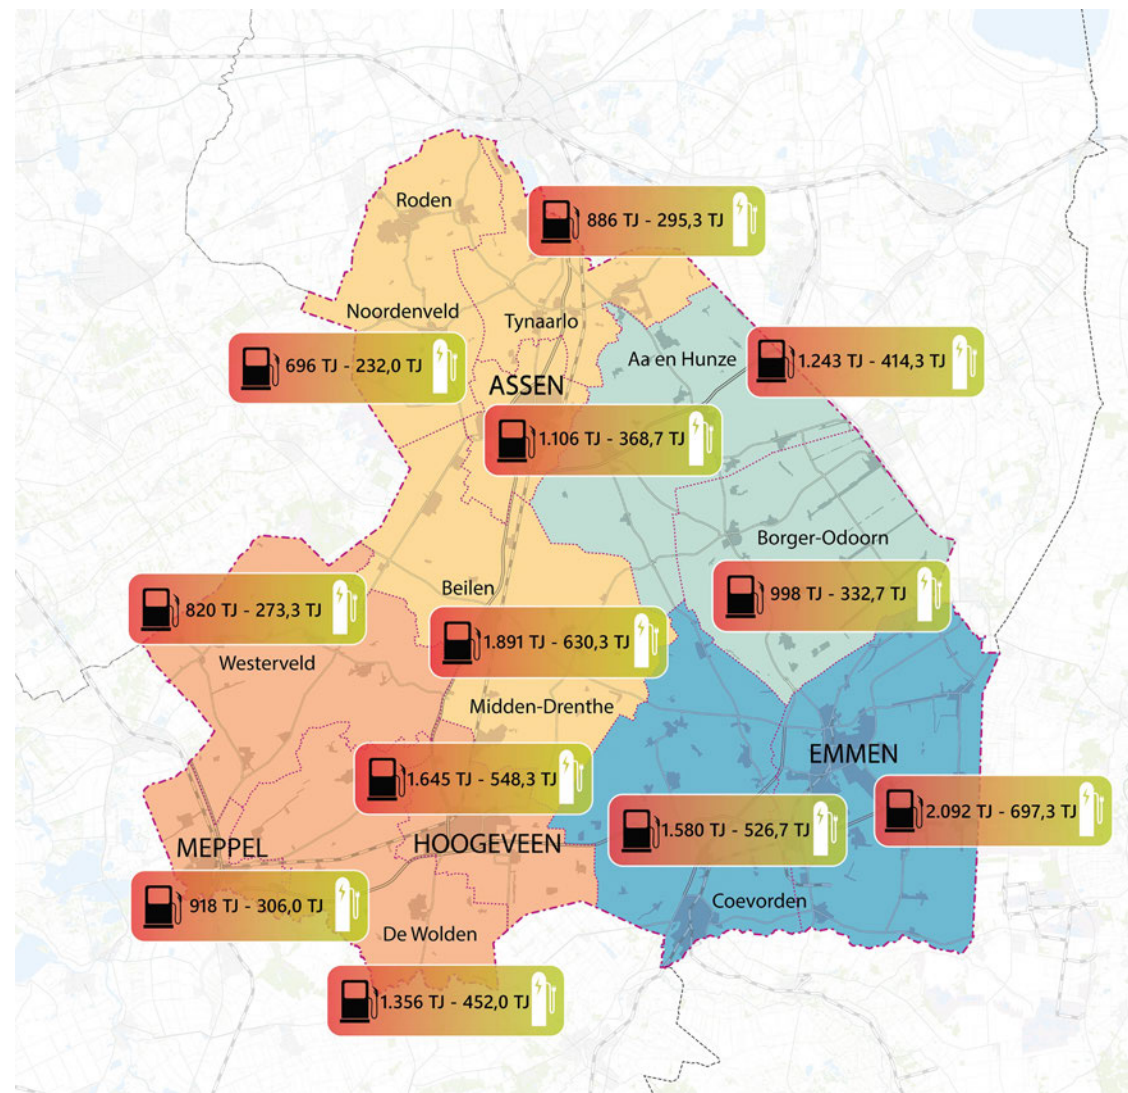 Roden
886 TJ - 295,3 TJ
Noordenveld
Tynaarlo
696 TJ - 232,0 TJ
Aa en Hunze
1.243 TJ - 414,3 TJ
ASSEN
1.106 TJ - 368,7 TJ
Borger-Odoorn
998 TJ - 332,7 TJ
Beilen
820 TJ - 273,3 TJ
1.891 TJ - 630,3 TJ
Westerveld
Midden-Drenthe
EMMEN
1.645 TJ - 548,3 TJ
2.092 TJ - 697,3 TJ
1.580 TJ - 526,7 TJ
MEPPEL
HOOGEVEEN
918 TJ - 306,0 TJ
Coevorden
De Wolden
1.356 TJ - 452,0 TJ